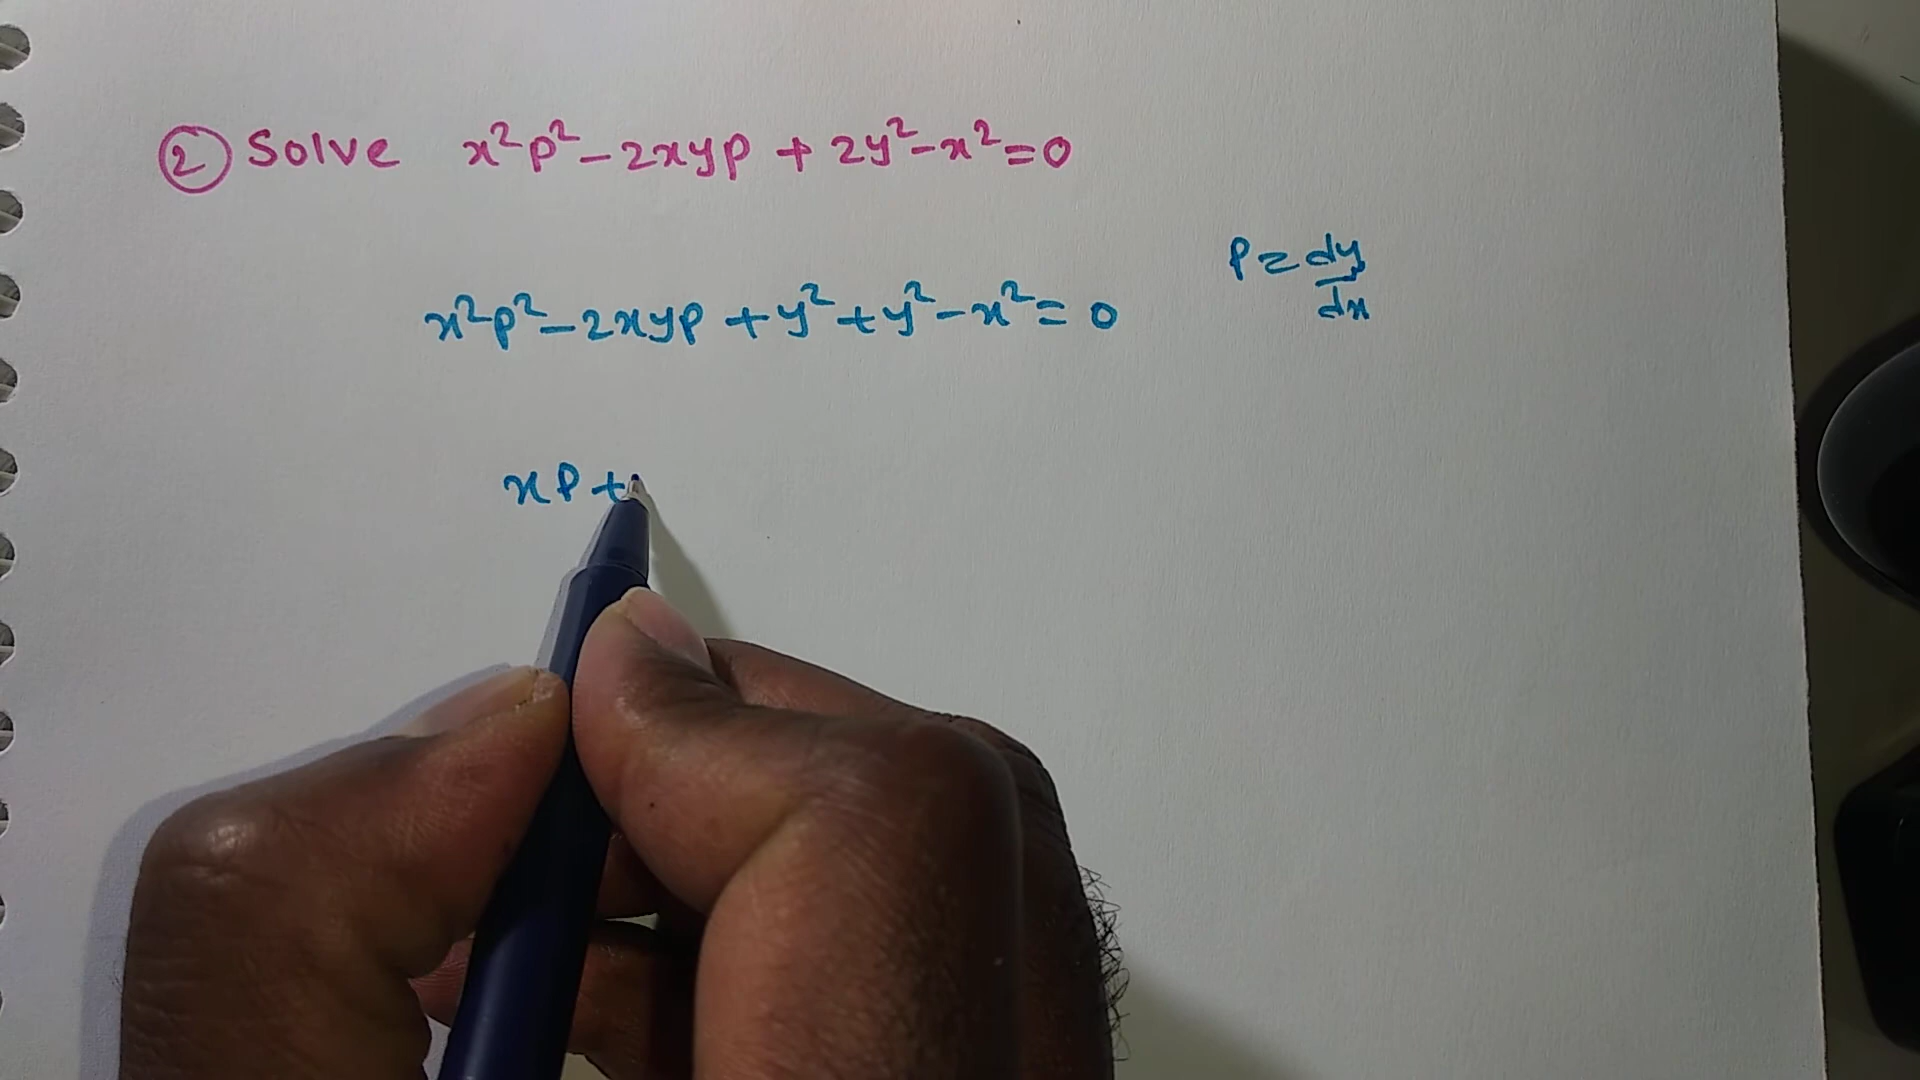 ② Solve x²p² - 2xyp + 2y² - x² = 0
p = dy/dx
x²p² - 2xyp + y² + y² - x² = 0
xp +